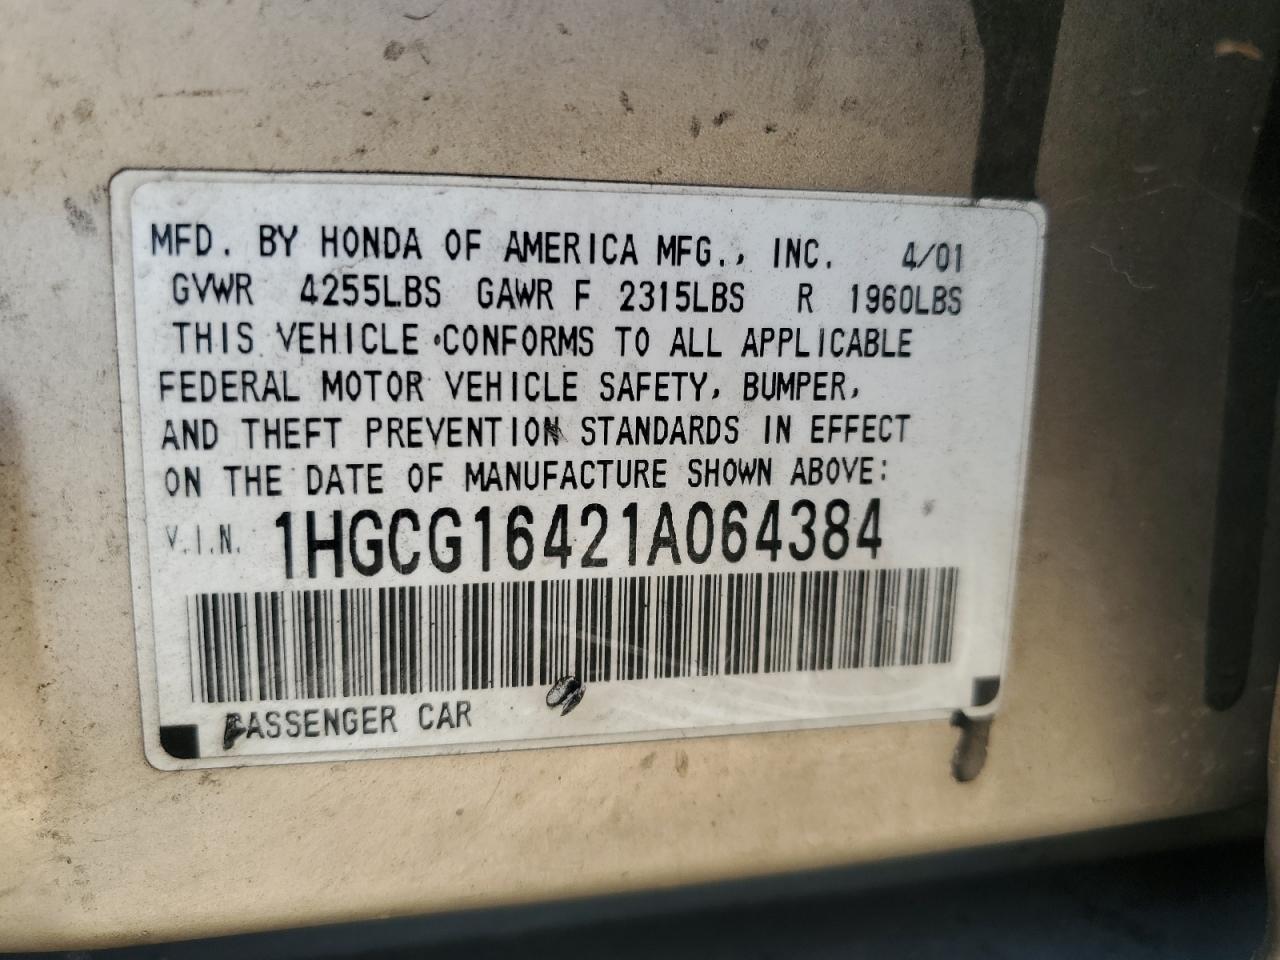 MFD. BY HONDA OF AMERICA MFG., INC. 4/01
GVWR 4255LBS GAWR F 2315LBS R 1960LBS
THIS VEHICLE CONFORMS TO ALL APPLICABLE
FEDERAL MOTOR VEHICLE SAFETY, BUMPER,
AND THEFT PREVENTION STANDARDS IN EFFECT
ON THE DATE OF MANUFACTURE SHOWN ABOVE:
V.I.N. 1HGCG16421A064384
PASSENGER CAR